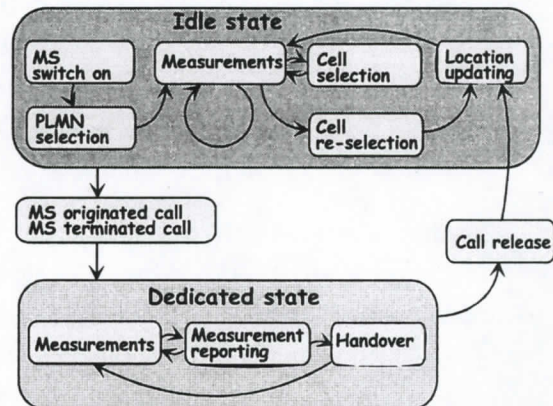 Idle state
MS
switch on
Measurements
Cell
selection
Location
updating
PLMN
selection
Cell
re-selection
MS originated call
MS terminated call
Call release
Dedicated state
Measurements
Measurement
reporting
Handover